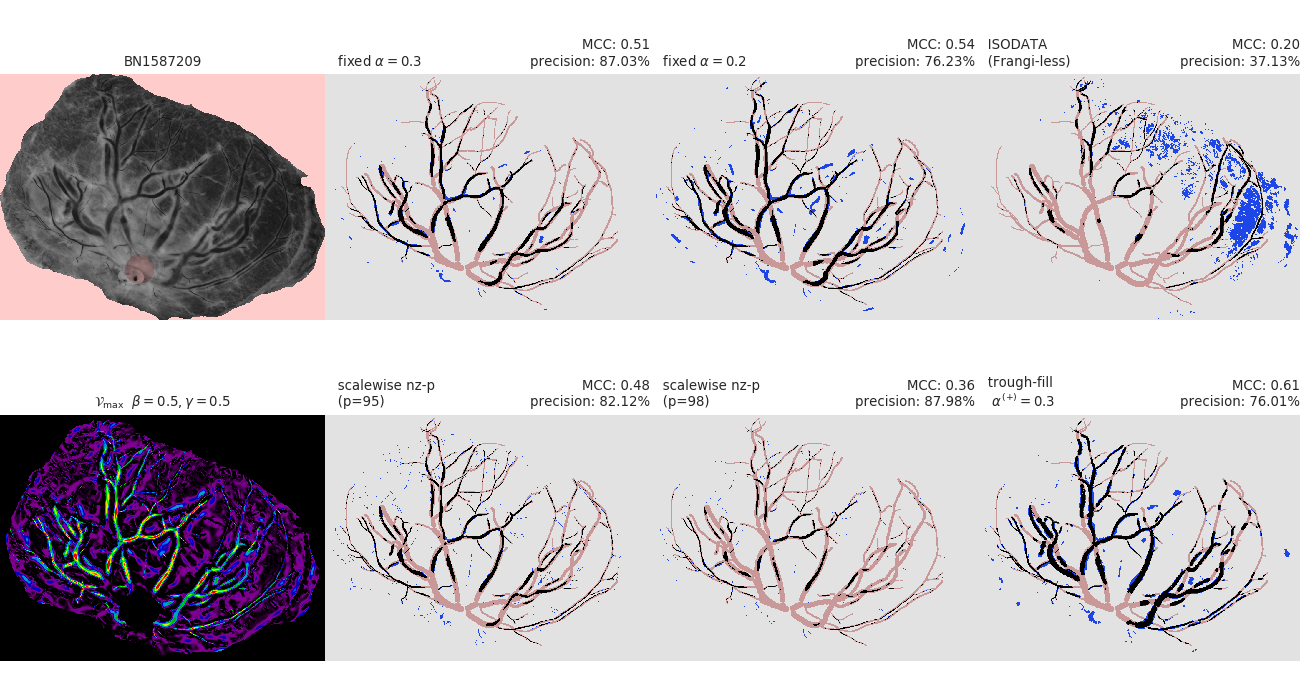 BN1587209
fixed α = 0.3
MCC: 0.51
precision: 87.03%
fixed α = 0.2
MCC: 0.54
precision: 76.23%
ISODATA
(Frangi-less)
MCC: 0.20
precision: 37.13%
𝒱max β = 0.5, γ = 0.5
scalewise nz-p
(p=95)
MCC: 0.48
precision: 82.12%
scalewise nz-p
(p=98)
MCC: 0.36
precision: 87.98%
trough-fill
α(+) = 0.3
MCC: 0.61
precision: 76.01%